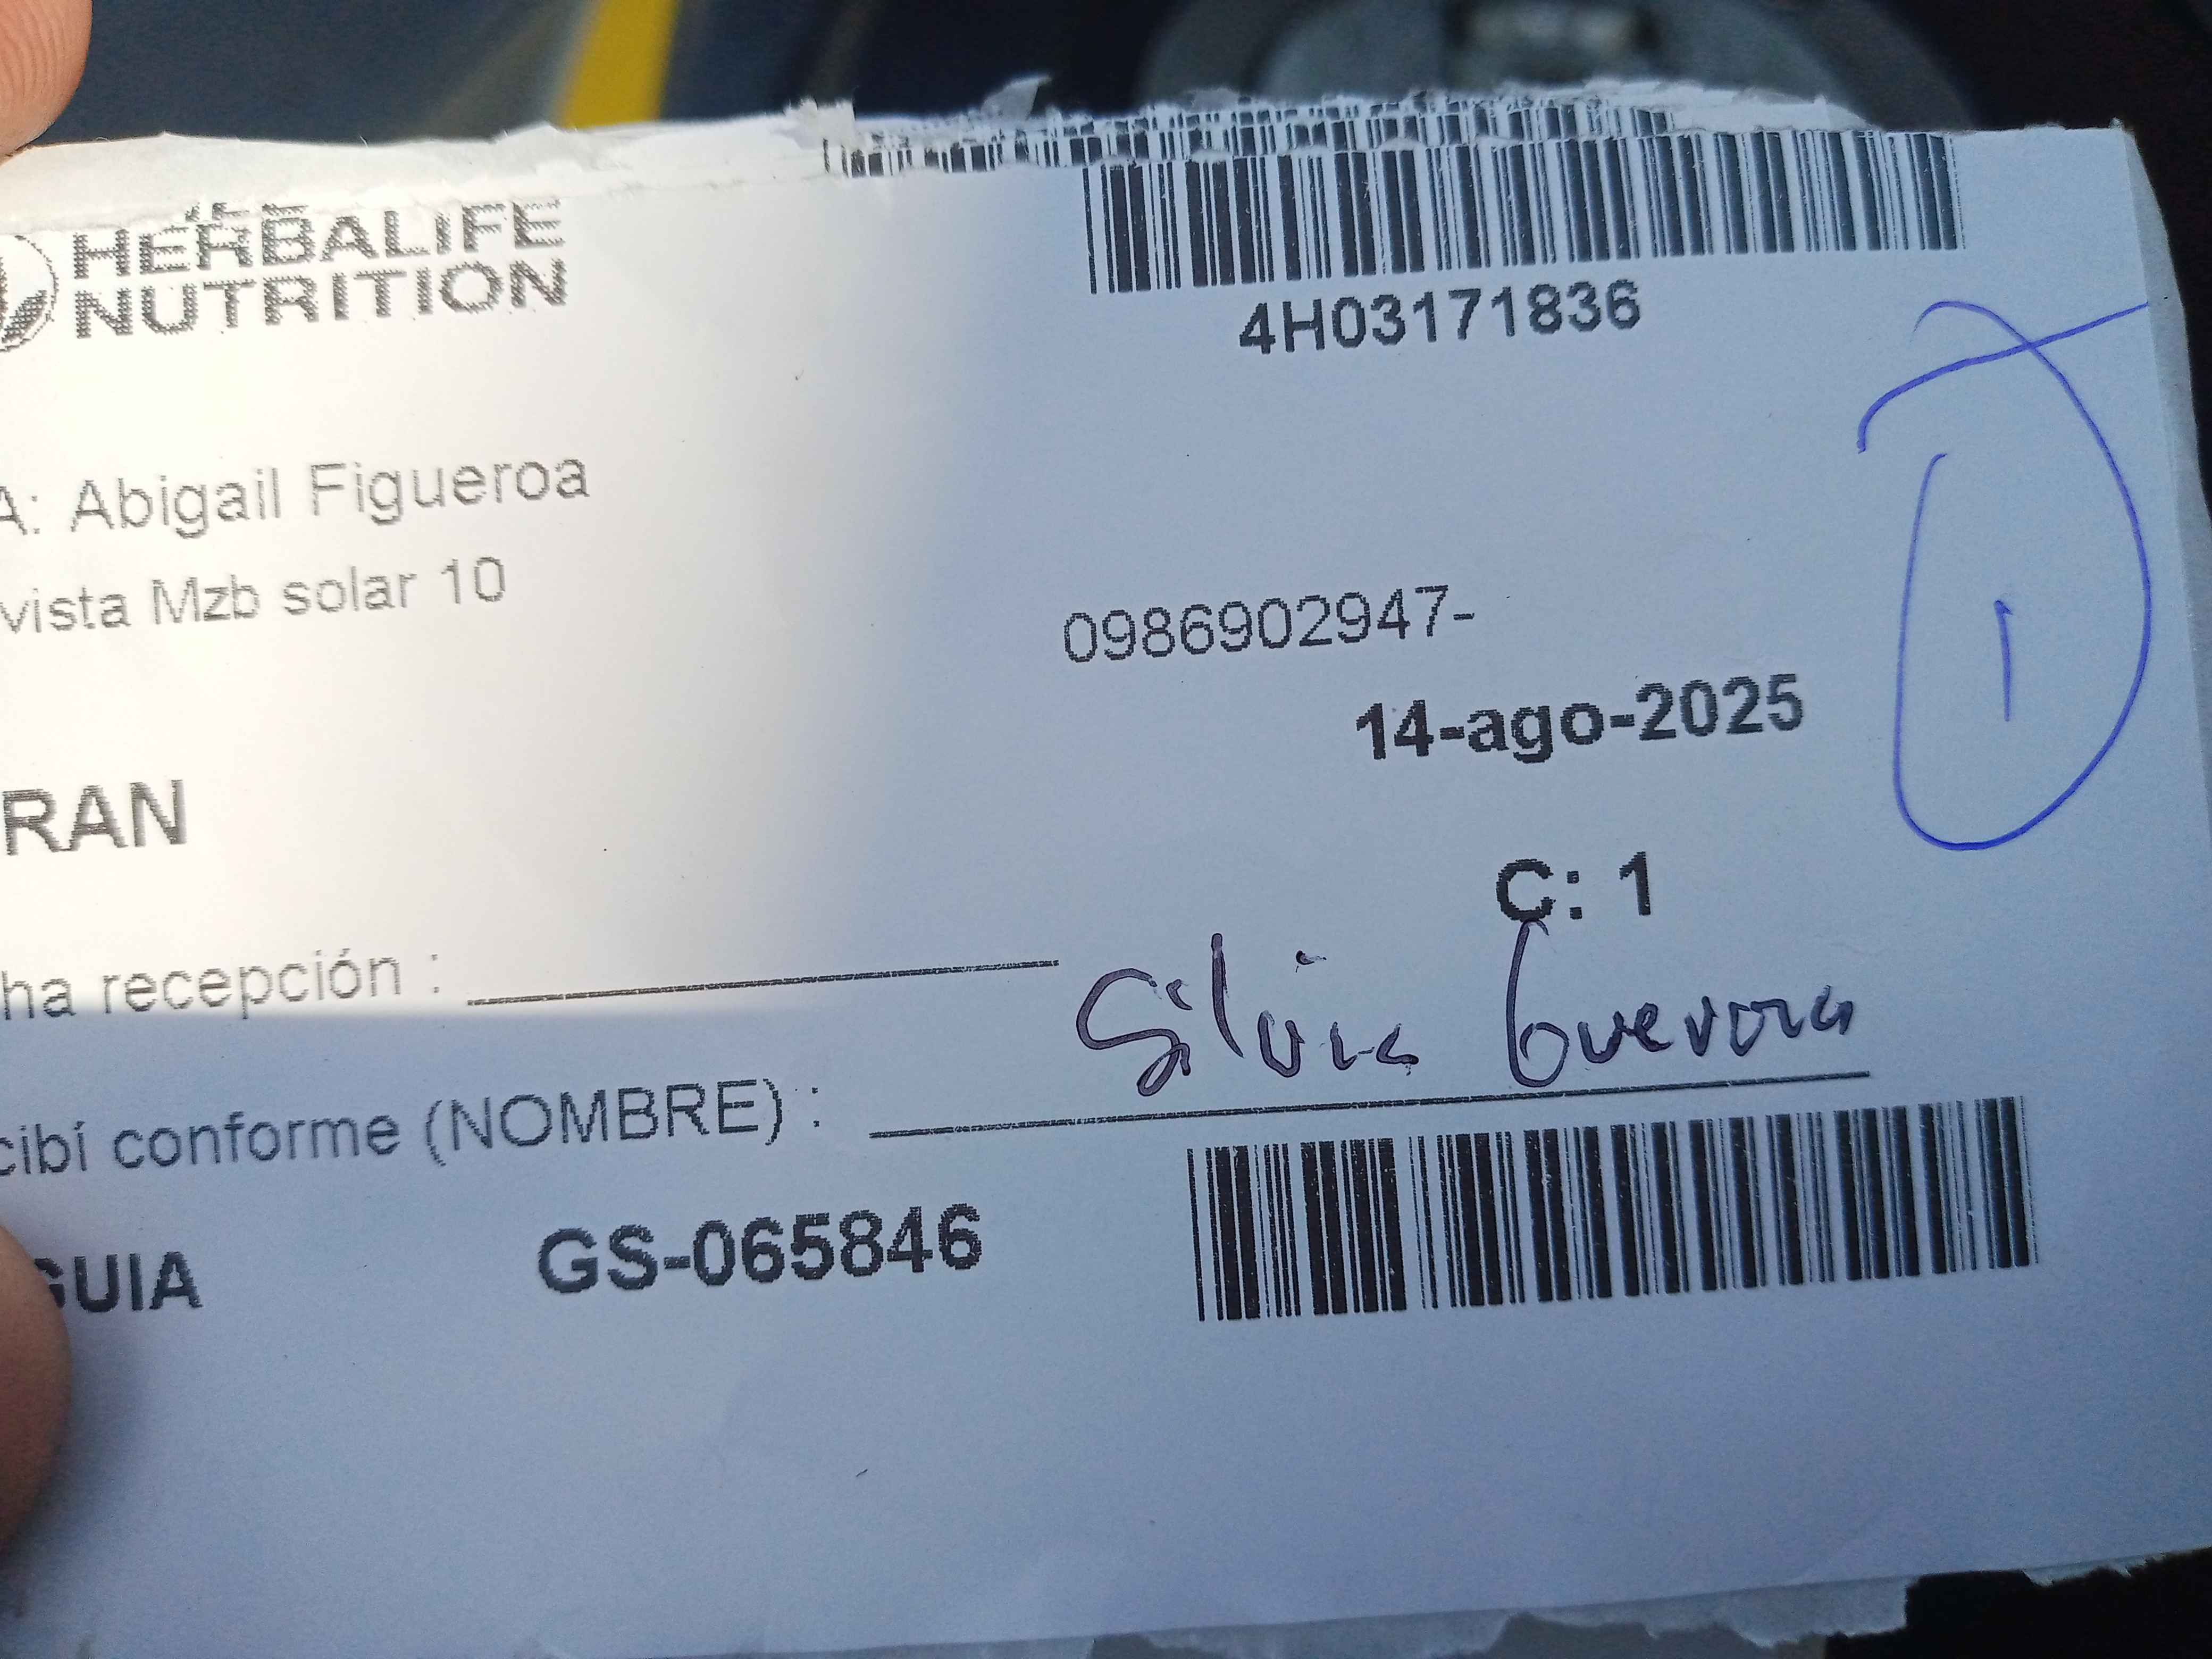 HERBALIFE
NUTRITION
4H03171836
A: Abigail Figueroa
vista Mzb solar 10
0986902947-
14-ago-2025
RAN
C: 1
1
ha recepción :
Silvia Guevara
cibí conforme (NOMBRE) :
GUIA GS-065846